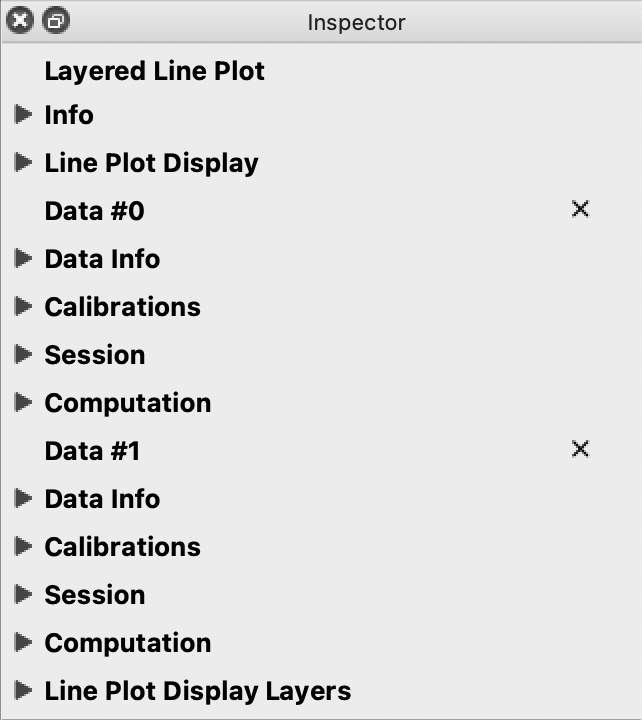 Inspector
Layered Line Plot
Info
Line Plot Display
Data #0
Data Info
Calibrations
Session
Computation
Data #1
Data Info
Calibrations
Session
Computation
Line Plot Display Layers